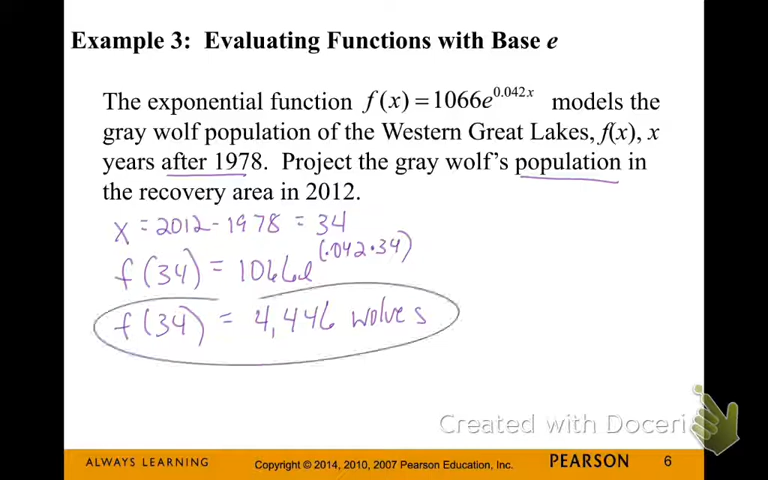 Example 3: Evaluating Functions with Base e
The exponential function f(x) = 1066e^{0.042x} models the
gray wolf population of the Western Great Lakes, f(x), x
years after 1978. Project the gray wolf's population in
the recovery area in 2012.
x = 2012 - 1978 = 34
f(34) = 1066e^{(.042·34)}
f(34) = 4,446 wolves
Created with Doceri
ALWAYS LEARNING Copyright © 2014, 2010, 2007 Pearson Education, Inc. PEARSON 6